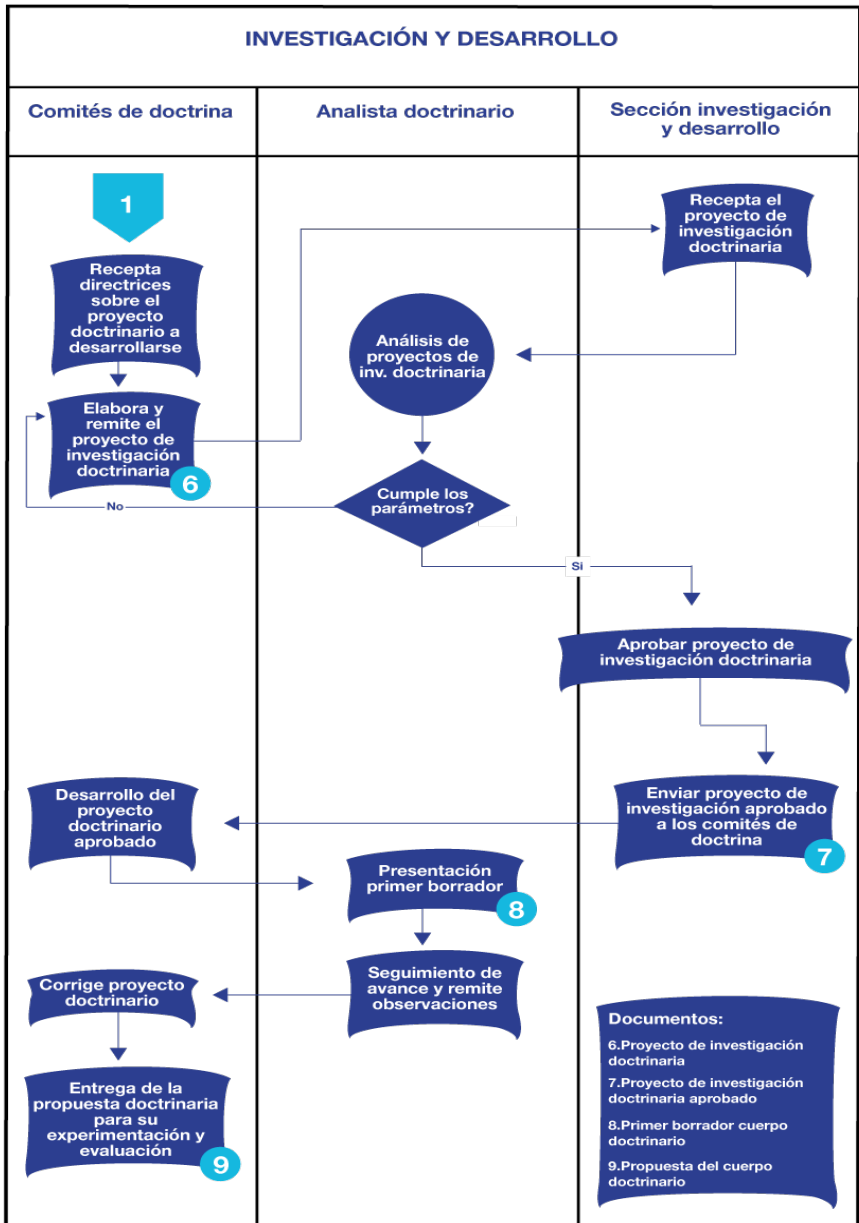 INVESTIGACIÓN Y DESARROLLO
Comités de doctrina
Analista doctrinario
Sección investigación
y desarrollo
1
Recepta
directrices
sobre el
proyecto
doctrinario a
desarrollarse
Recepta el
proyecto de
investigación
doctrinaria
Análisis de
proyectos de
inv. doctrinaria
Elabora y
remite el
proyecto de
investigación
doctrinaria
6
No
Cumple los
parámetros?
Si
Aprobar proyecto de
investigación doctrinaria
Enviar proyecto de
investigación aprobado
a los comités de
doctrina
7
Desarrollo del
proyecto
doctrinario
aprobado
Presentación
primer borrador
8
Seguimiento de
avance y remite
observaciones
Corrige proyecto
doctrinario
Entrega de la
propuesta doctrinaria
para su
experimentación y
evaluación
9
Documentos:
6.Proyecto de investigación
doctrinaria
7.Proyecto de investigación
doctrinaria aprobado
8.Primer borrador cuerpo
doctrinario
9.Propuesta del cuerpo
doctrinario